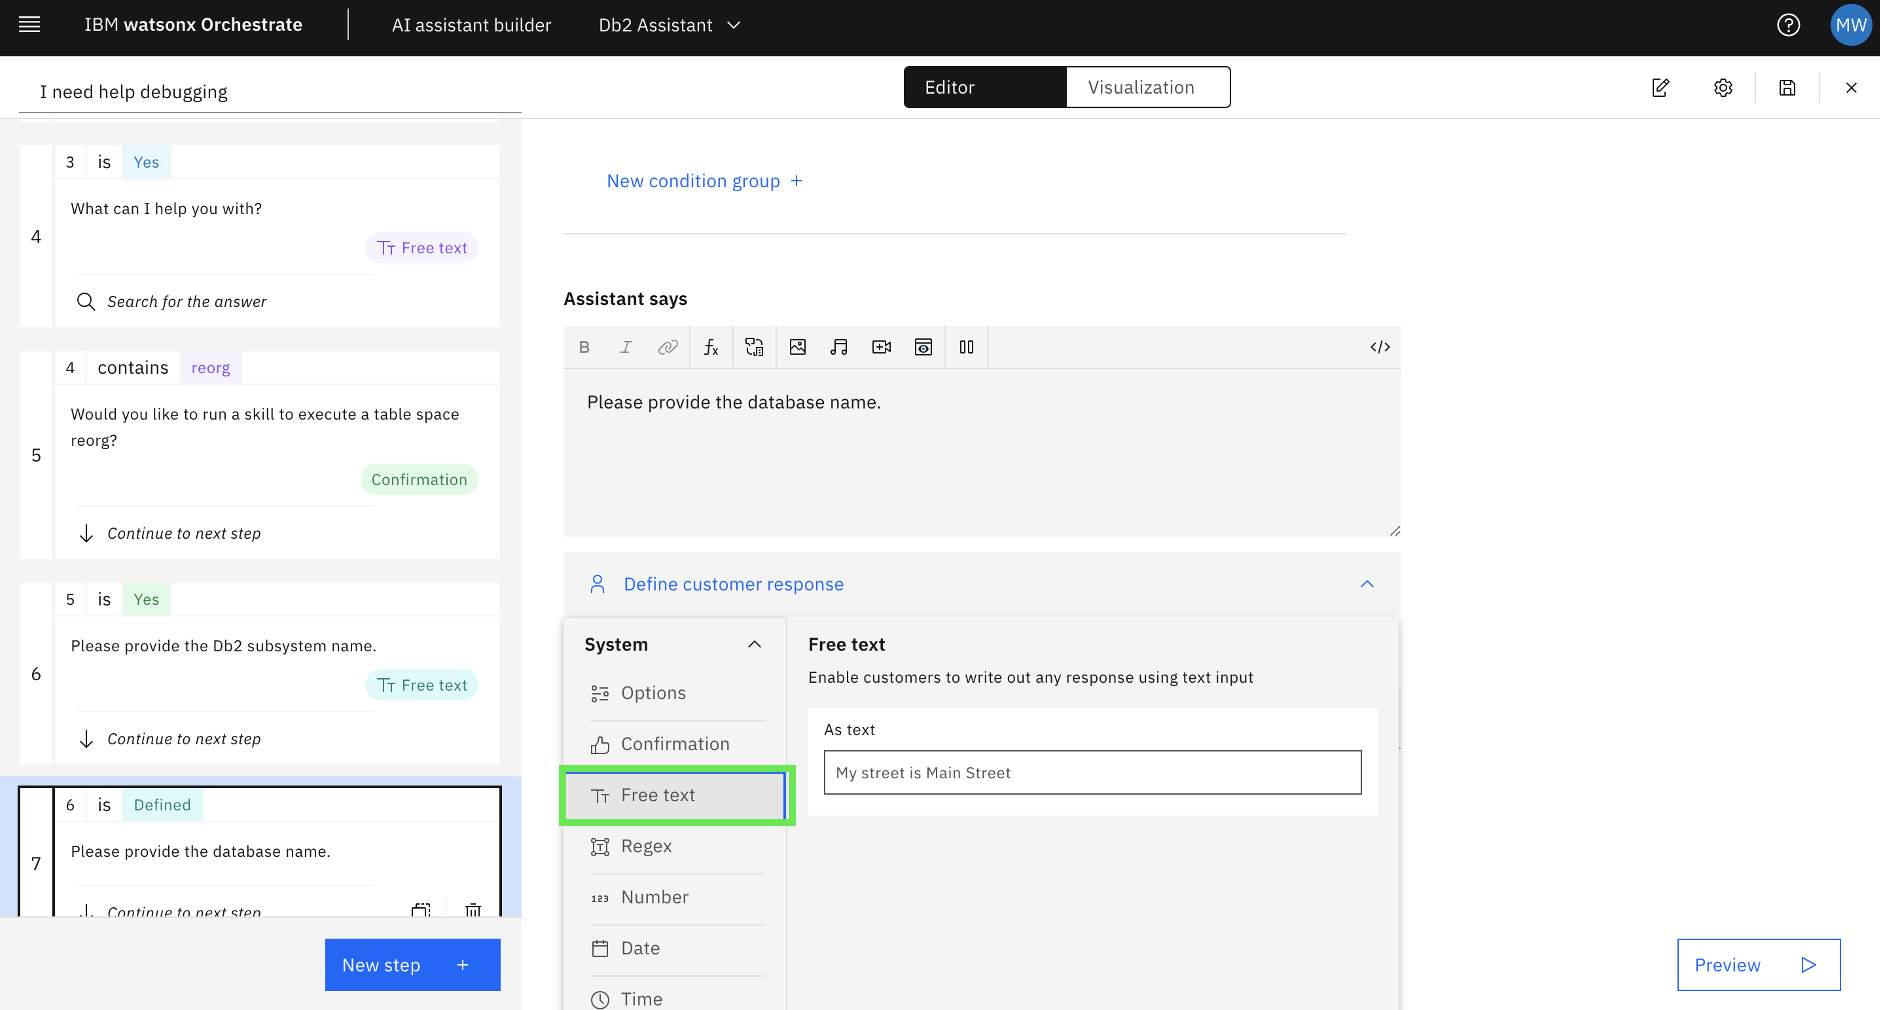 IBM watsonx Orchestrate
AI assistant builder
Db2 Assistant
MW
I need help debugging
Editor
Visualization
3 is Yes
4
What can I help you with?
Free text
Search for the answer
4 contains reorg
5
Would you like to run a skill to execute a table space
reorg?
Confirmation
Continue to next step
5 is Yes
6
Please provide the Db2 subsystem name.
Free text
Continue to next step
6 is Defined
7
Please provide the database name.
Continue to next step
New step +
New condition group +
Assistant says
B I fx </>
Please provide the database name.
Define customer response
System
Options
Confirmation
Free text
Regex
123 Number
Date
Time
Free text
Enable customers to write out any response using text input
As text
My street is Main Street
Preview